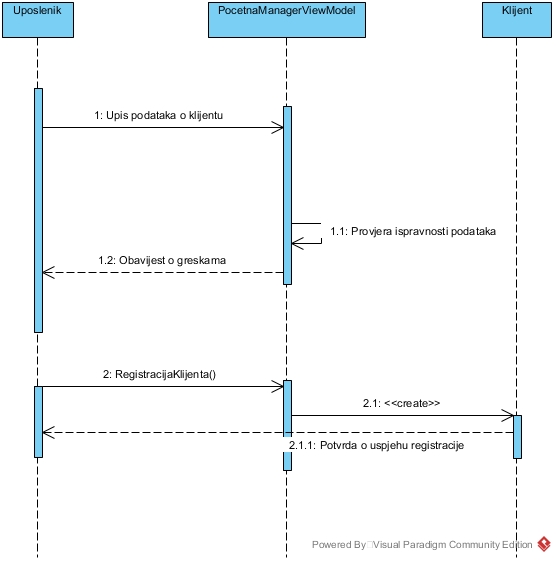 Uposlenik
PocetnaManagerViewModel
Klijent
1: Upis podataka o klijentu
1.1: Provjera ispravnosti podataka
1.2: Obavijest o greskama
2: RegistracijaKlijenta()
2.1: <<create>>
2.1.1: Potvrda o uspjehu registracije
Powered By Visual Paradigm Community Edition